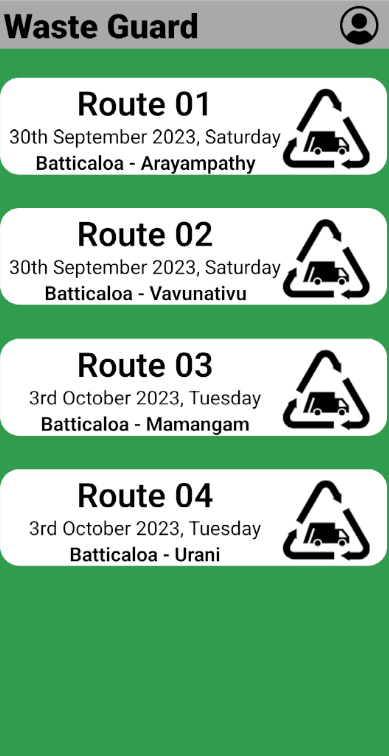 Waste Guard
Route 01
30th September 2023, Saturday
Batticaloa - Arayampathy
Route 02
30th September 2023, Saturday
Batticaloa - Vavunativu
Route 03
3rd October 2023, Tuesday
Batticaloa - Mamangam
Route 04
3rd October 2023, Tuesday
Batticaloa - Urani